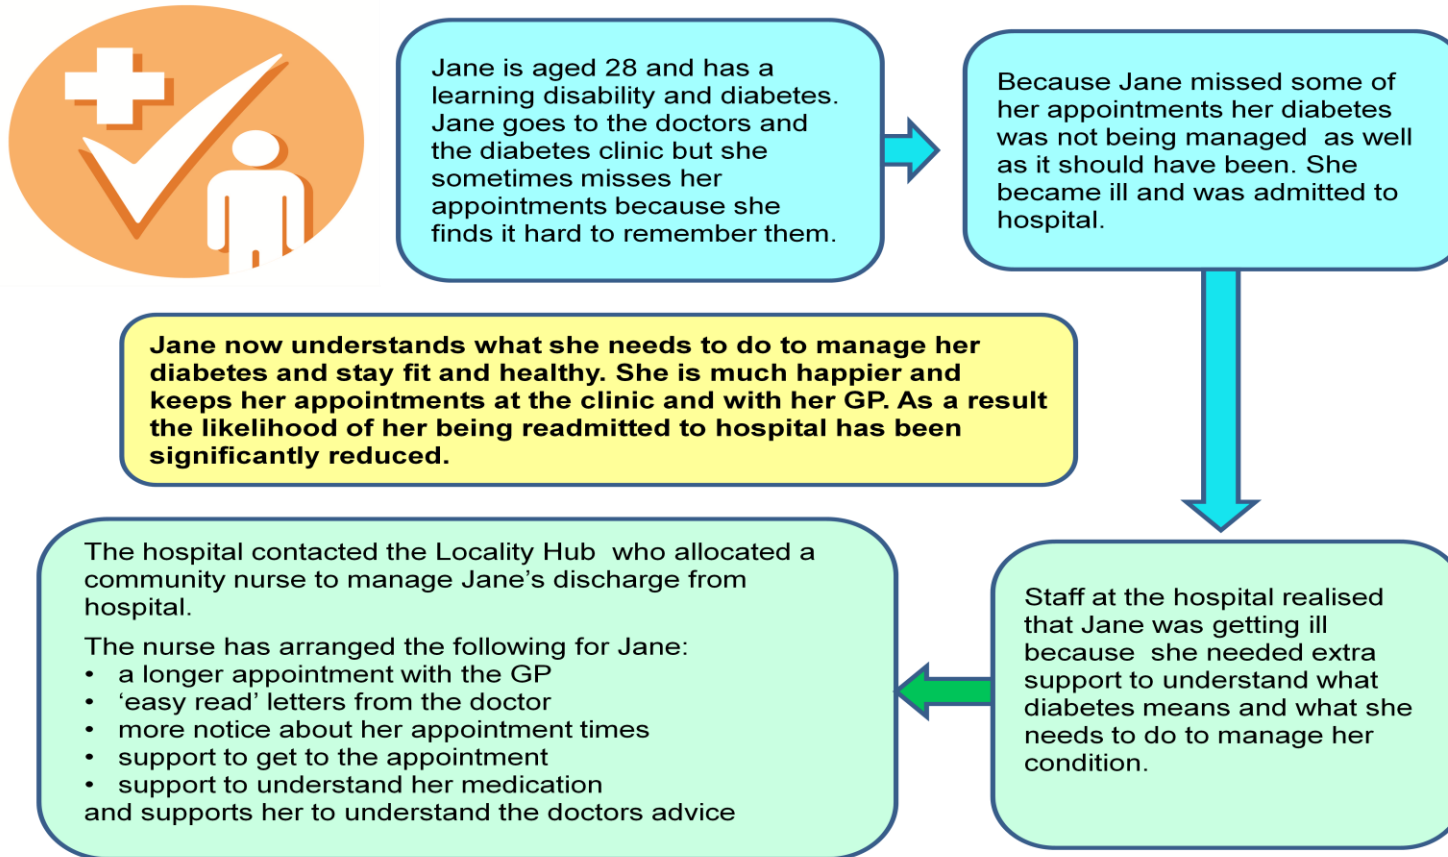 Jane is aged 28 and has a
learning disability and diabetes.
Jane goes to the doctors and
the diabetes clinic but she
sometimes misses her
appointments because she
finds it hard to remember them.
Because Jane missed some of
her appointments her diabetes
was not being managed  as well
as it should have been. She
became ill and was admitted to
hospital.
Staff at the hospital realised
that Jane was getting ill
because  she needed extra
support to understand what
diabetes means and what she
needs to do to manage her
condition.
The hospital contacted the Locality Hub  who allocated a
community nurse to manage Jane’s discharge from
hospital.
The nurse has arranged the following for Jane:
• a longer appointment with the GP
• ‘easy read’ letters from the doctor
• more notice about her appointment times
• support to get to the appointment
• support to understand her medication
and supports her to understand the doctors advice
Jane now understands what she needs to do to manage her
diabetes and stay fit and healthy. She is much happier and
keeps her appointments at the clinic and with her GP. As a result
the likelihood of her being readmitted to hospital has been
significantly reduced.